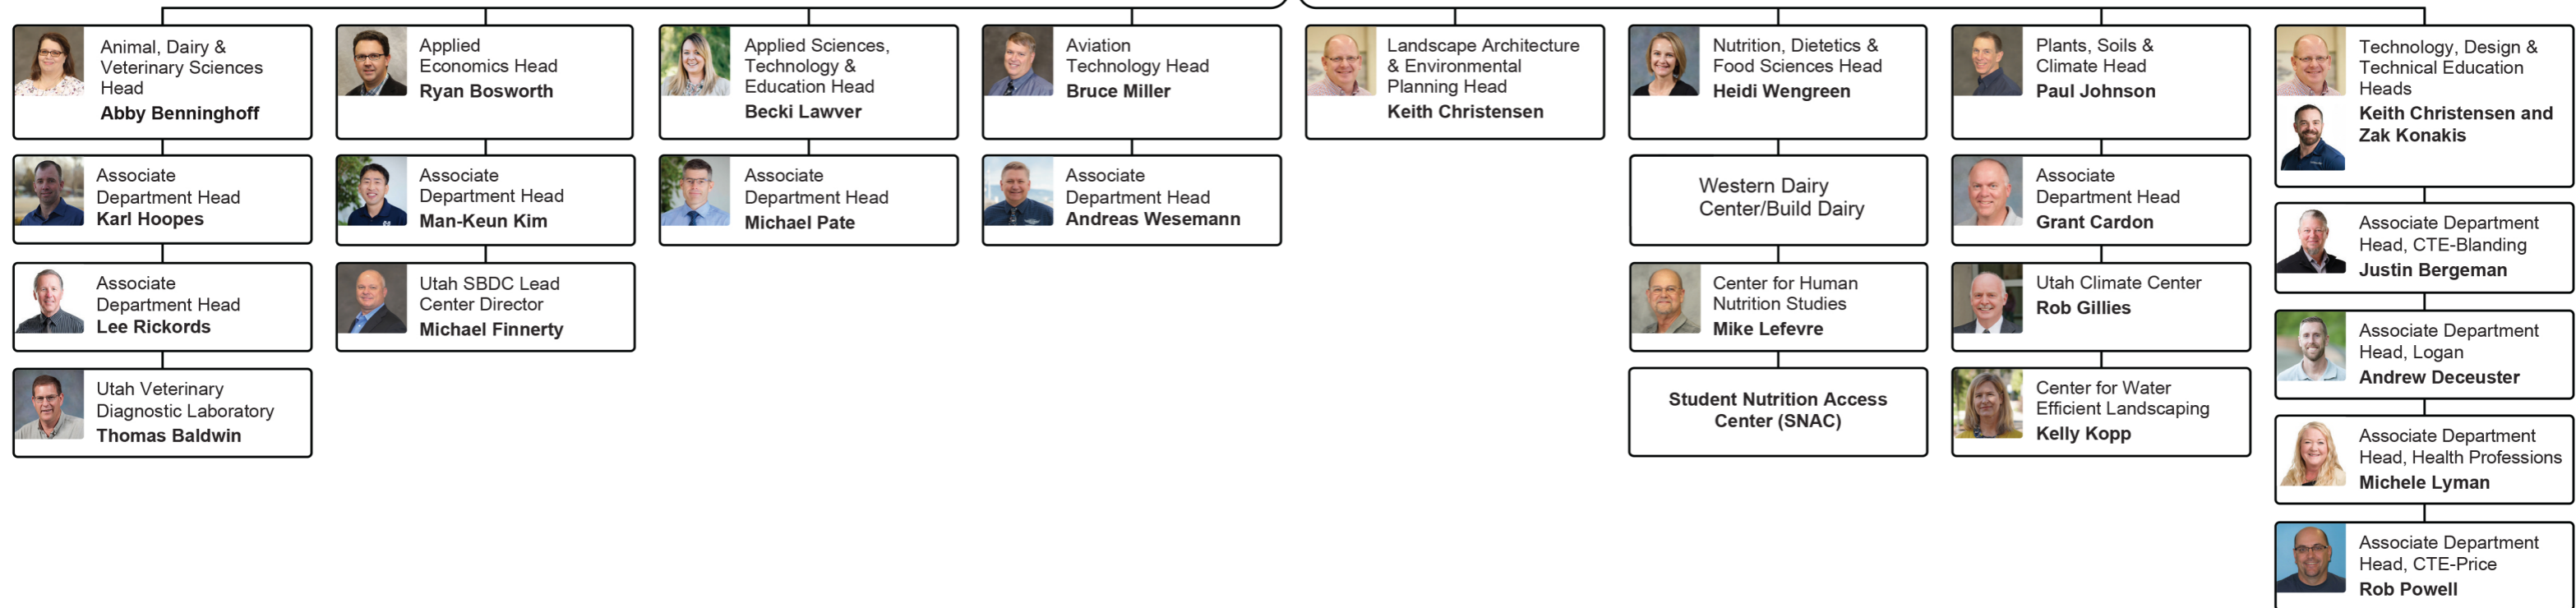 Animal, Dairy &
Veterinary Sciences
Head
Abby Benninghoff
Associate
Department Head
Karl Hoopes
Associate
Department Head
Lee Rickords
Utah Veterinary
Diagnostic Laboratory
Thomas Baldwin
Applied
Economics Head
Ryan Bosworth
Associate
Department Head
Man-Keun Kim
Utah SBDC Lead
Center Director
Michael Finnerty
Applied Sciences,
Technology &
Education Head
Becki Lawver
Associate
Department Head
Michael Pate
Aviation
Technology Head
Bruce Miller
Associate
Department Head
Andreas Wesemann
Landscape Architecture
& Environmental
Planning Head
Keith Christensen
Nutrition, Dietetics &
Food Sciences Head
Heidi Wengreen
Western Dairy
Center/Build Dairy
Center for Human
Nutrition Studies
Mike Lefevre
Student Nutrition Access
Center (SNAC)
Plants, Soils &
Climate Head
Paul Johnson
Associate
Department Head
Grant Cardon
Utah Climate Center
Rob Gillies
Center for Water
Efficient Landscaping
Kelly Kopp
Technology, Design &
Technical Education
Heads
Keith Christensen and
Zak Konakis
Associate Department
Head, CTE-Blanding
Justin Bergeman
Associate Department
Head, Logan
Andrew Deceuster
Associate Department
Head, Health Professions
Michele Lyman
Associate Department
Head, CTE-Price
Rob Powell